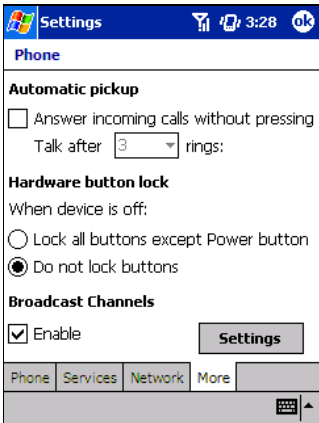 Settings 3:28 ok
Phone
Automatic pickup
Answer incoming calls without pressing
Talk after 3 rings:
Hardware button lock
When device is off:
Lock all buttons except Power button
Do not lock buttons
Broadcast Channels
Enable Settings
Phone Services Network More